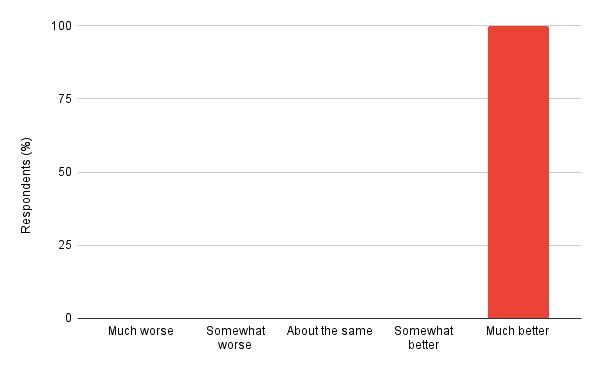 100
75
50
25
0
Respondents (%)
Much worse
Somewhat
worse
About the same
Somewhat
better
Much better